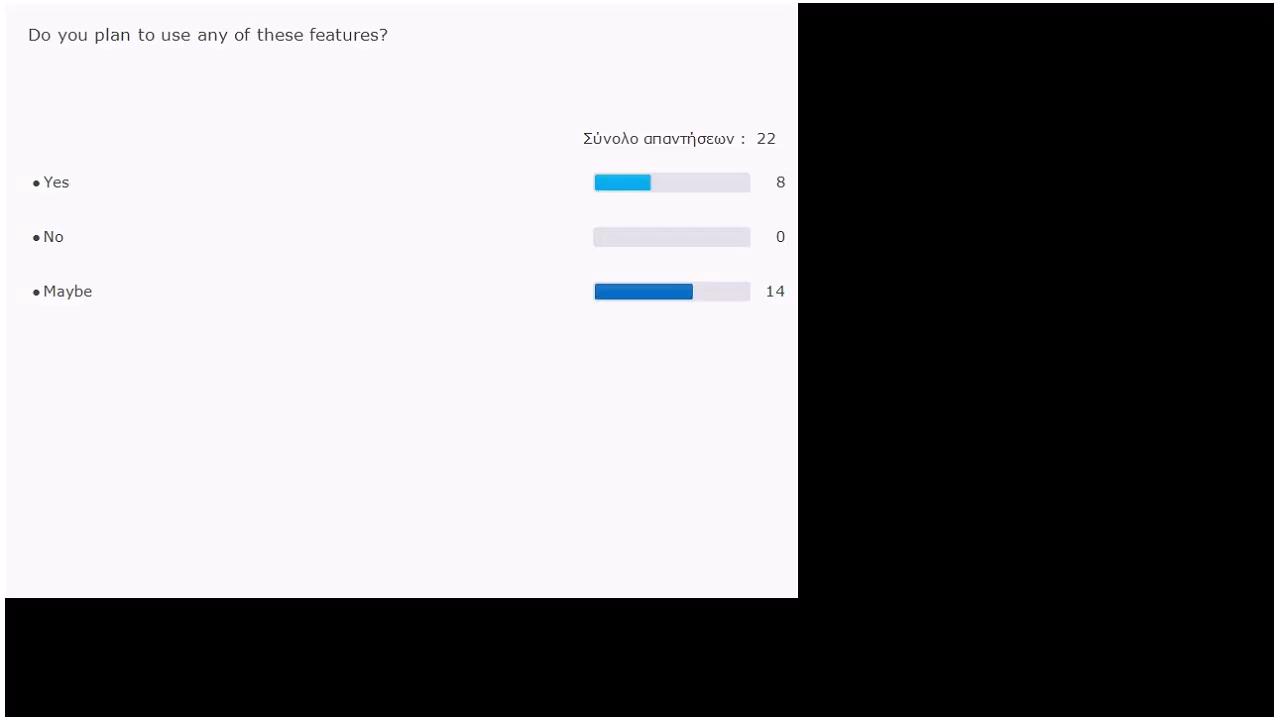 Do you plan to use any of these features?
Σύνολο απαντήσεων : 22
• Yes 8
• No 0
• Maybe 14